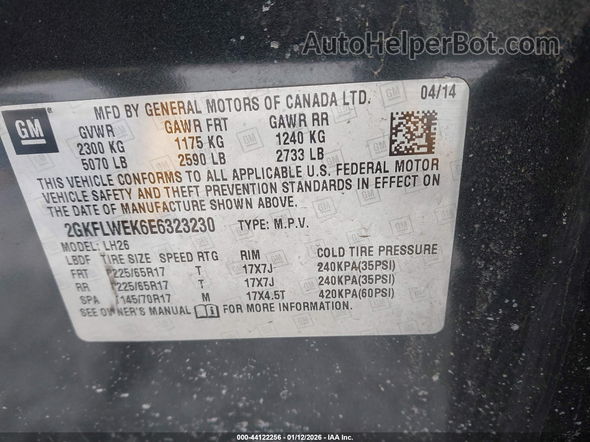 AutoHelperBot.com
GM
MFD BY GENERAL MOTORS OF CANADA LTD. 04/14
GVWR GAWR FRT GAWR RR
2300 KG 1175 KG 1240 KG
5070 LB 2590 LB 2733 LB
THIS VEHICLE CONFORMS TO ALL APPLICABLE U.S. FEDERAL MOTOR
VEHICLE SAFETY AND THEFT PREVENTION STANDARDS IN EFFECT ON
THE DATE OF MANUFACTURE SHOWN ABOVE.
2GKFLWEK6E6323230 TYPE: M.P.V.
MODEL: LH26
LBDF TIRE SIZE SPEED RTG RIM COLD TIRE PRESSURE
FRT P225/65R17 T 17X7J 240KPA(35PSI)
RR P225/65R17 T 17X7J 240KPA(35PSI)
SPA T145/70R17 M 17X4.5T 420KPA(60PSI)
SEE OWNER'S MANUAL FOR ADDITIONAL INFORMATION
000-44122256 - 01/12/2026 - IAA Inc.